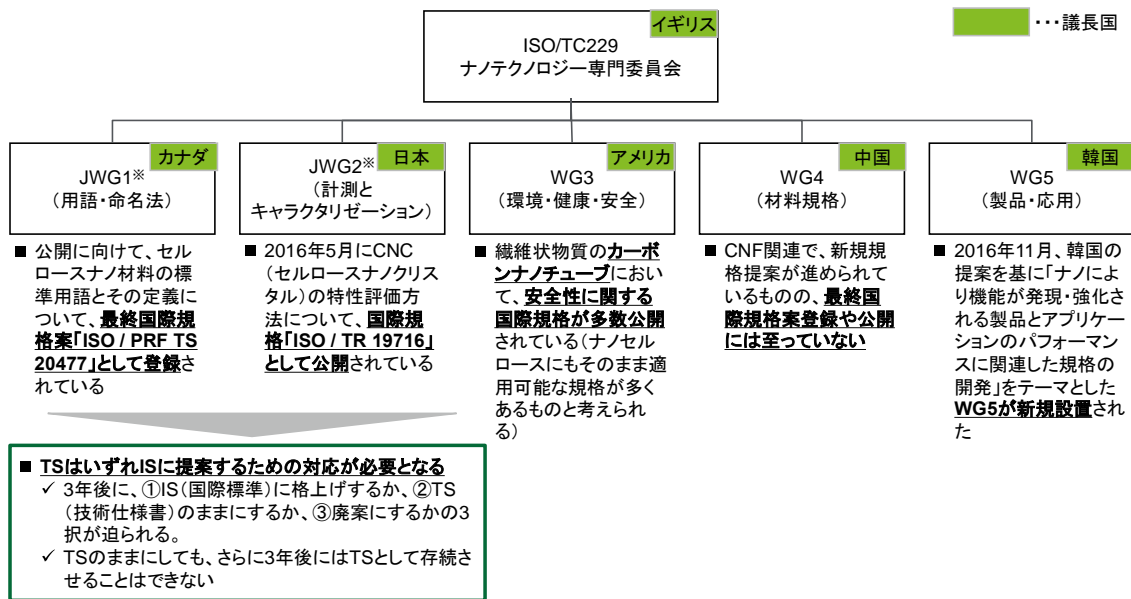 イギリス
・・・議長国
ISO/TC229
ナノテクノロジー専門委員会
カナダ
JWG1※
（用語・命名法）
日本
JWG2※
（計測と
キャラクタリゼーション）
アメリカ
WG3
（環境・健康・安全）
中国
WG4
（材料規格）
韓国
WG5
（製品・応用）
■ 公開に向けて、セル
ロースナノ材料の標
準用語とその定義に
ついて、最終国際規
格案「ISO / PRF TS
20477」として登録さ
れている
■ 2016年5月にCNC
（セルロースナノクリス
タル）の特性評価方
法について、国際規
格「ISO / TR 19716」
として公開されている
■ 繊維状物質のカーボ
ンナノチューブにおい
て、安全性に関する
国際規格が多数公開
されている（ナノセル
ロースにもそのまま適
用可能な規格が多く
あるものと考えられ
る）
■ CNF関連で、新規規
格提案が進められて
いるものの、最終国
際規格案登録や公開
には至っていない
■ 2016年11月、韓国の
提案を基に「ナノによ
り機能が発現・強化さ
れる製品とアプリケー
ションのパフォーマン
スに関連した規格の
開発」をテーマとした
WG5が新規設置され
た
■ TSはいずれISに提案するための対応が必要となる
✓ 3年後に、①IS（国際標準）に格上げするか、②TS
（技術仕様書）のままにするか、③廃案にするかの3
択が迫られる。
✓ TSのままにしても、さらに3年後にはTSとして存続さ
せることはできない